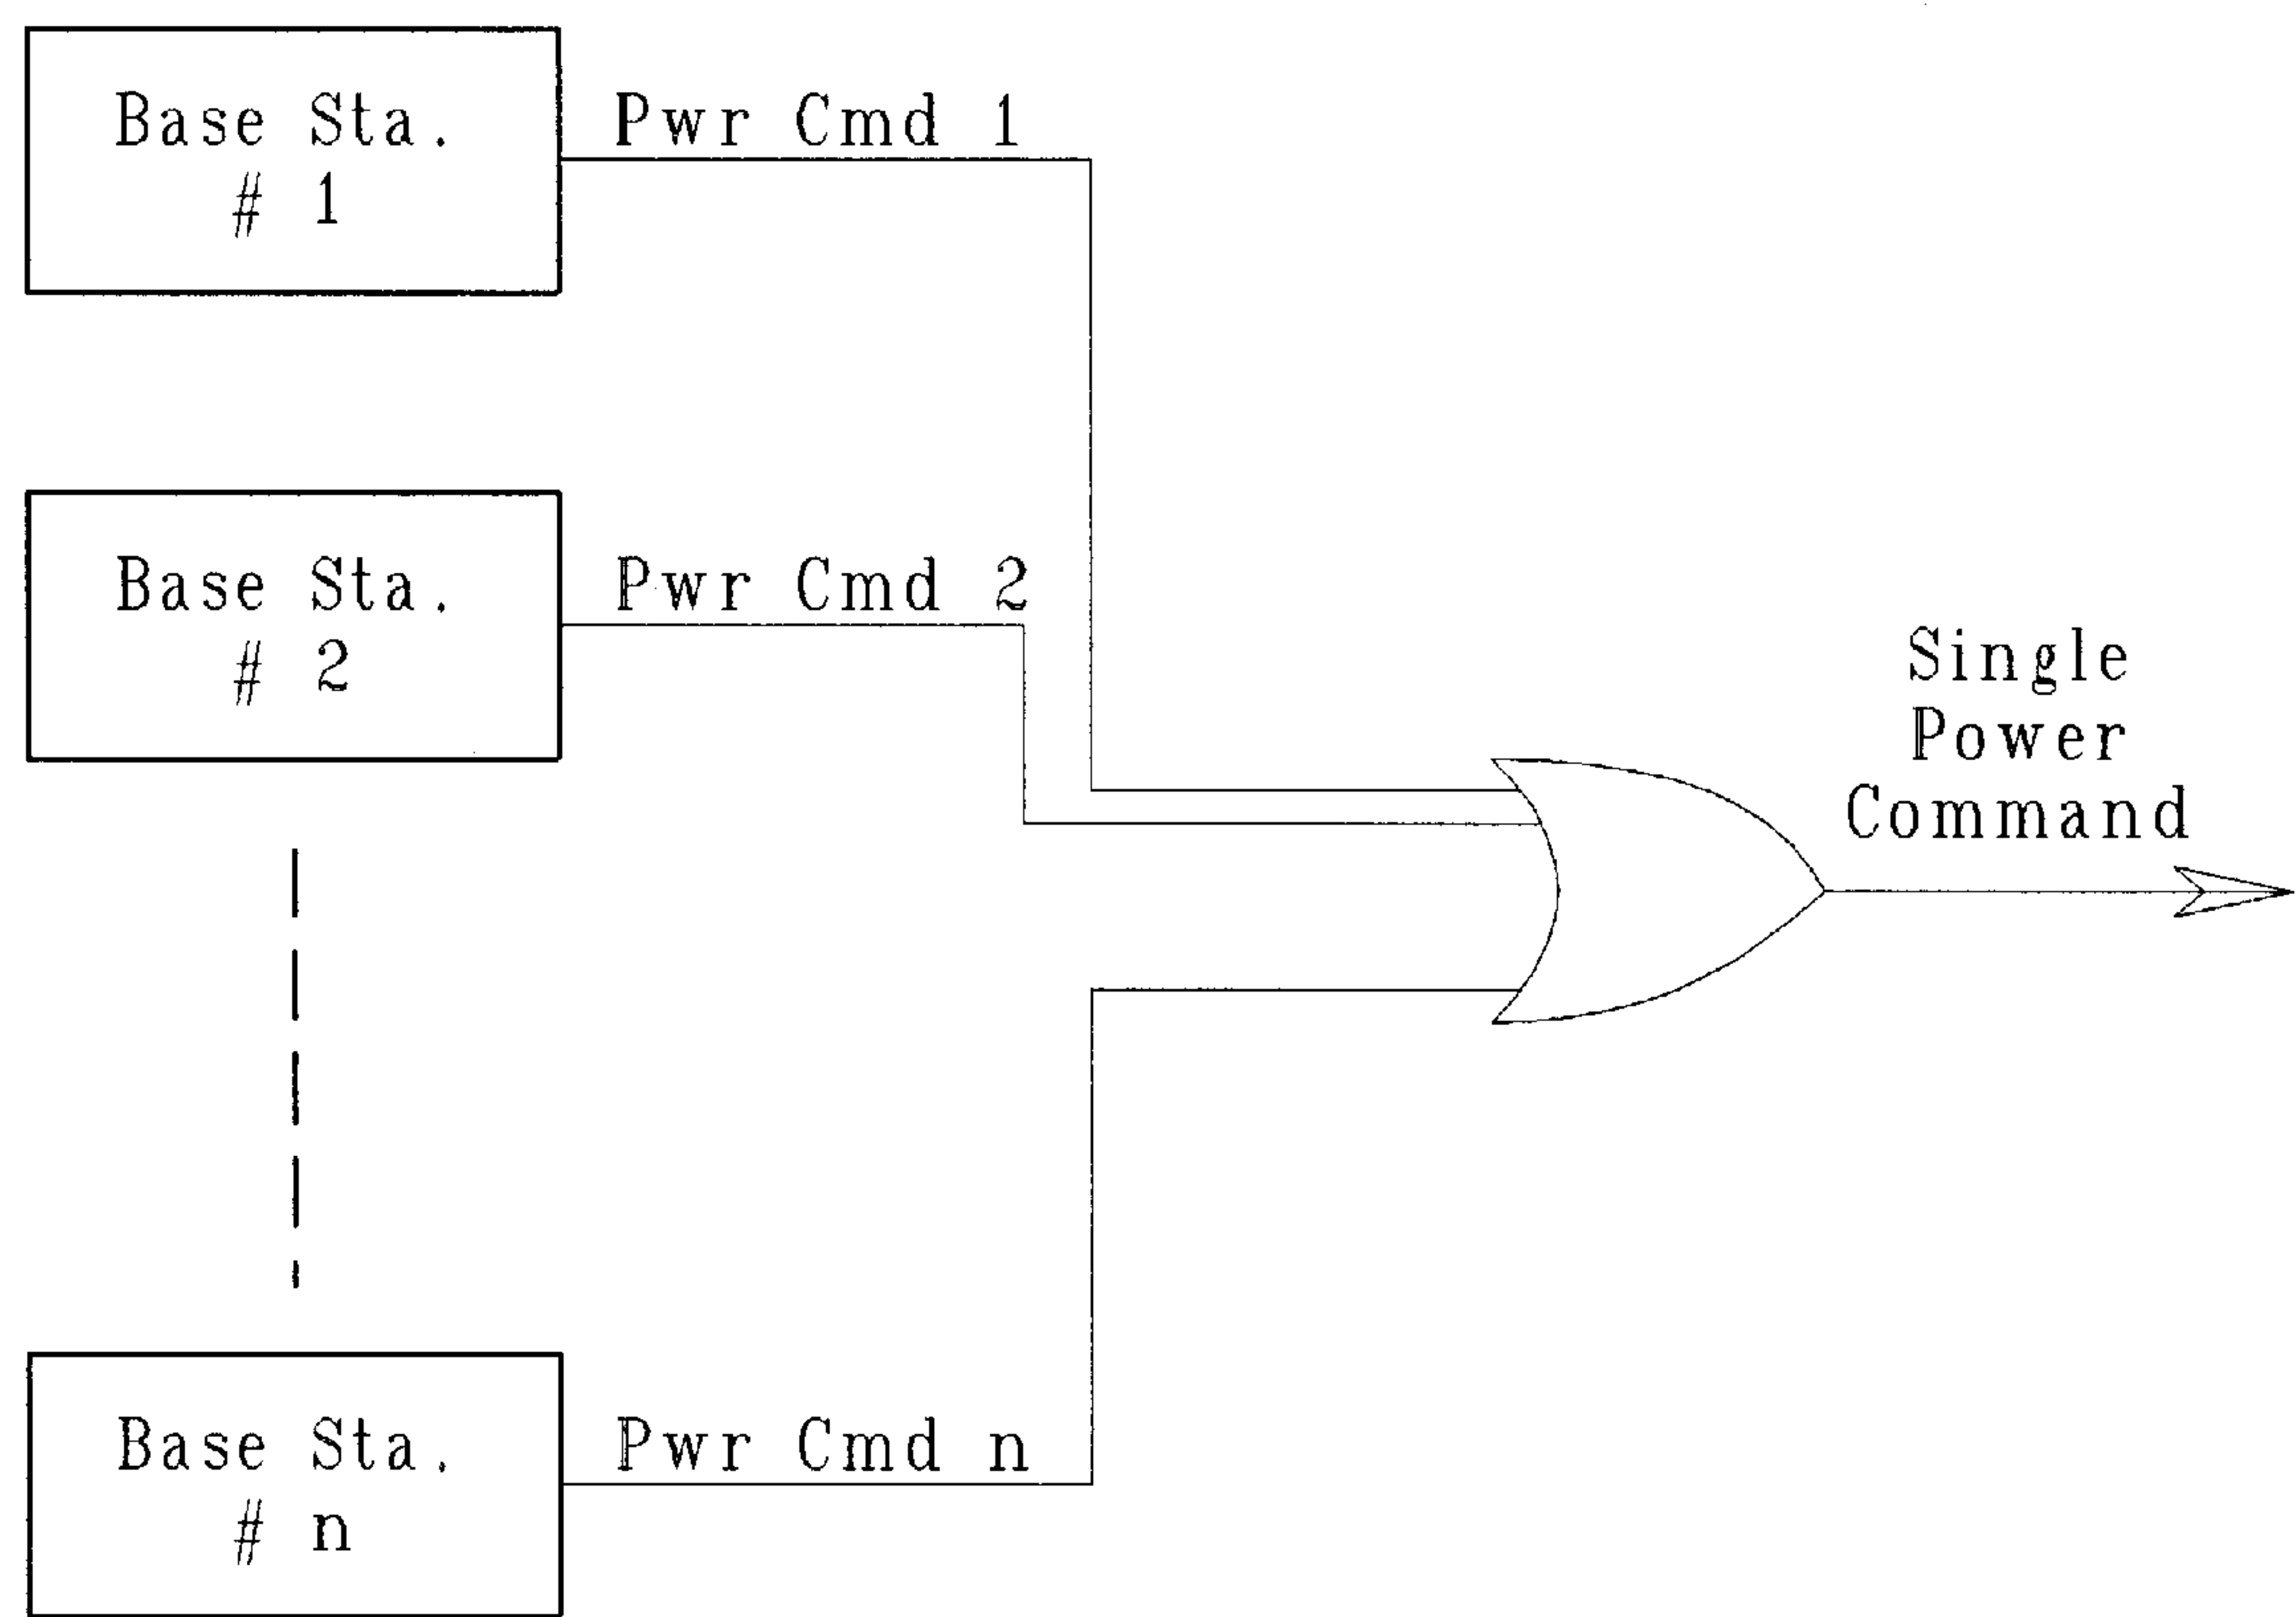 Base Sta.
# 1
Pwr Cmd 1
Base Sta.
# 2
Pwr Cmd 2
Single
Power
Command
Base Sta.
# n
Pwr Cmd n